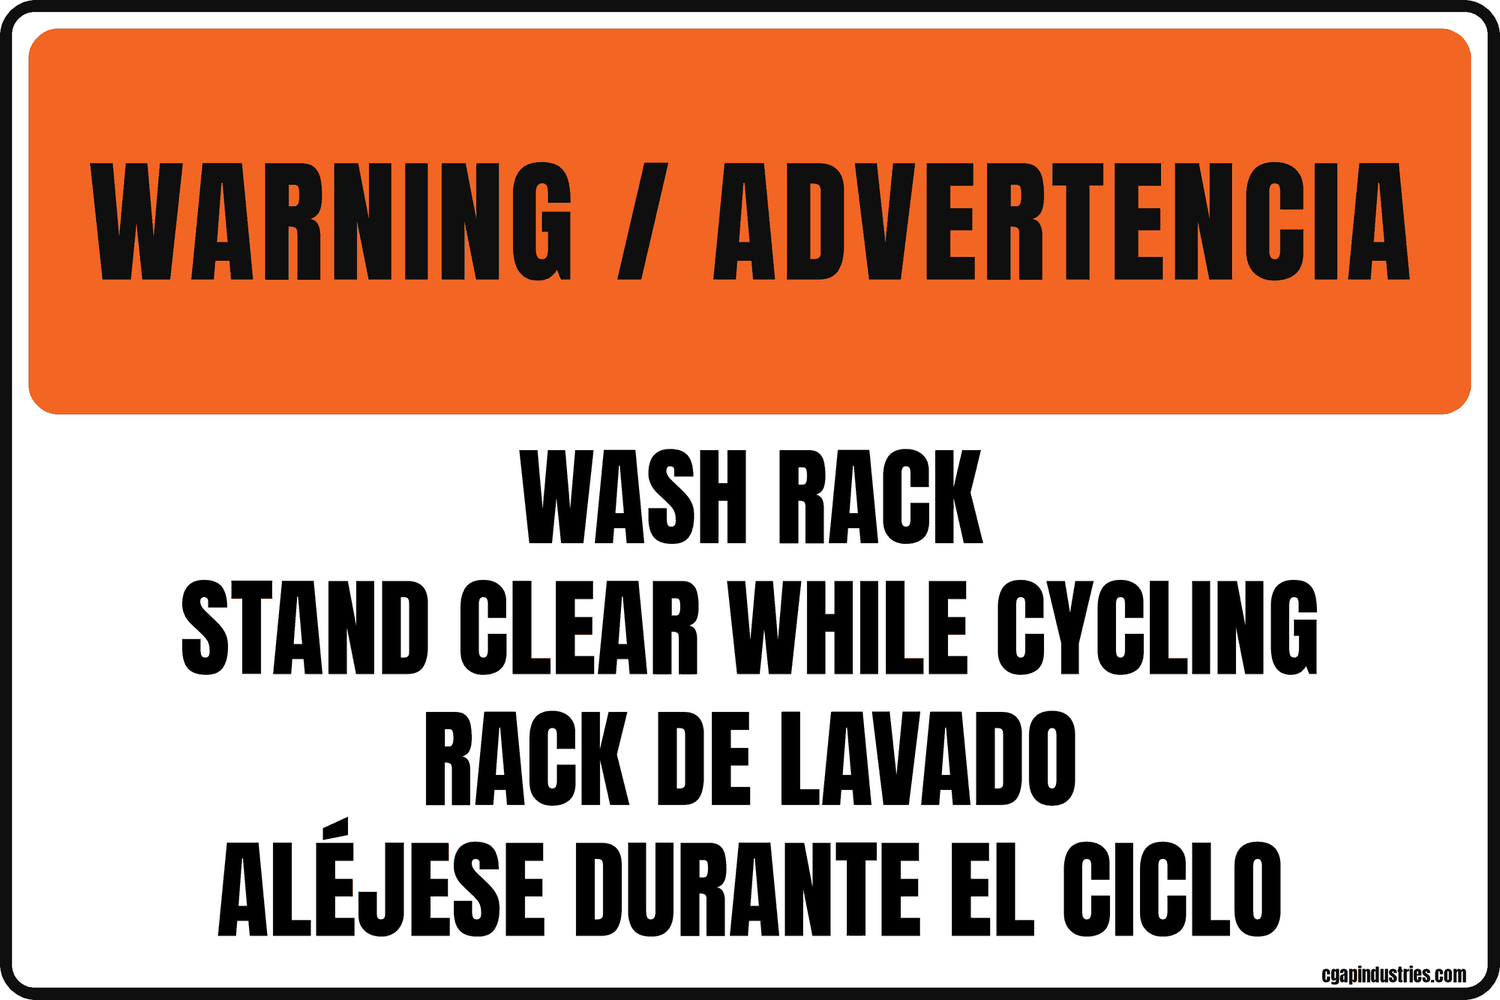 WARNING / ADVERTENCIA
WASH RACK
STAND CLEAR WHILE CYCLING
RACK DE LAVADO
ALÉJESE DURANTE EL CICLO
cgapindustries.com